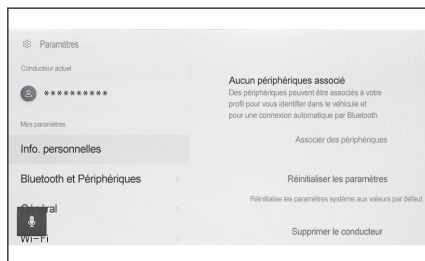 Paramètres
Conducteur actuel
**********
Mes paramètres
Info. personnelles
Bluetooth et Périphériques
Général
Wi-Fi
Aucun périphériques associé
Des périphériques peuvent être associés à votre
profil pour vous identifier dans le véhicule et
pour une connexion automatique par Bluetooth.
Associer des périphériques
Réinitialiser les paramètres
Réinitialise les paramètres système aux valeurs par défaut.
Supprimer le conducteur